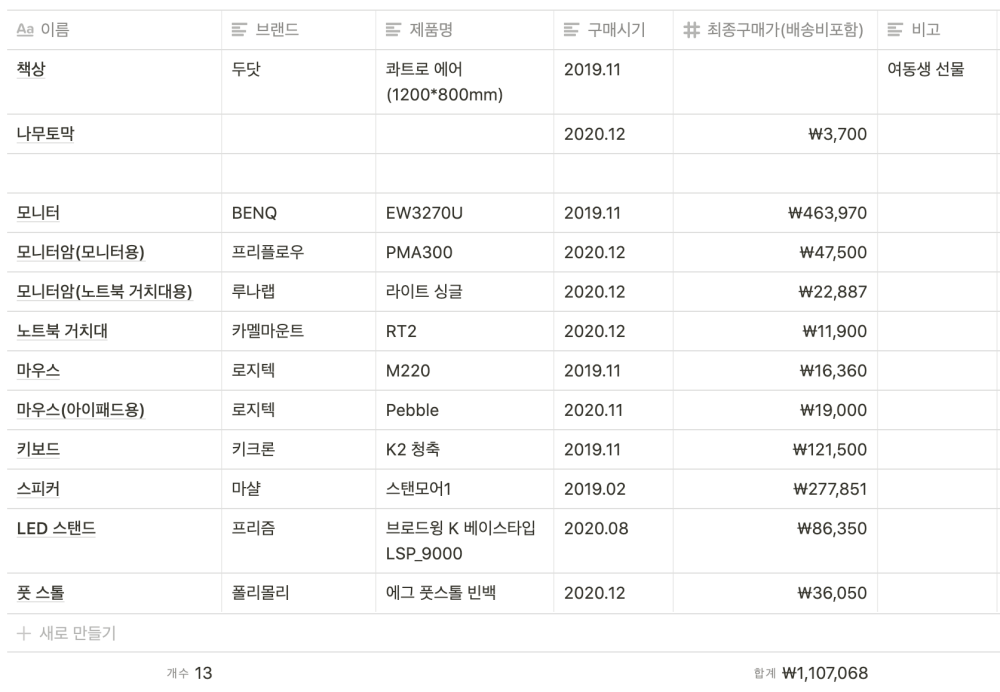 Aa 이름 브랜드 제품명 구매시기 # 최종구매가(배송비포함) 비고
책상 두닷 콰트로 에어 2019.11 여동생 선물
(1200*800mm)
나무토막 2020.12 ₩3,700
모니터 BENQ EW3270U 2019.11 ₩463,970
모니터암(모니터용) 프리플로우 PMA300 2020.12 ₩47,500
모니터암(노트북 거치대용) 루나랩 라이트 싱글 2020.12 ₩22,887
노트북 거치대 카멜마운트 RT2 2020.12 ₩11,900
마우스 로지텍 M220 2019.11 ₩16,360
마우스(아이패드용) 로지텍 Pebble 2020.11 ₩19,000
키보드 키크론 K2 청축 2019.11 ₩121,500
스피커 마샬 스탠모어1 2019.02 ₩277,851
LED 스탠드 프리즘 브로드윙 K 베이스타입 2020.08 ₩86,350
LSP_9000
풋 스톨 폴리몰리 에그 풋스톨 빈백 2020.12 ₩36,050
+ 새로 만들기
개수 13 합계 ₩1,107,068